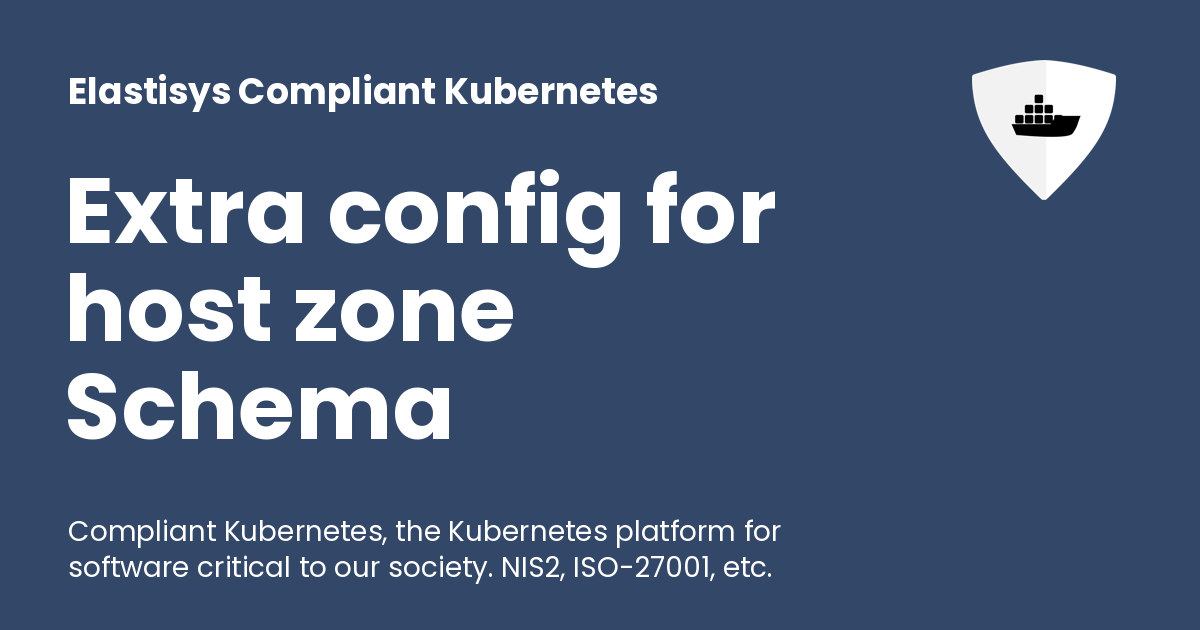 Elastisys Compliant Kubernetes
Extra config for
host zone
Schema
Compliant Kubernetes, the Kubernetes platform for
software critical to our society. NIS2, ISO-27001, etc.